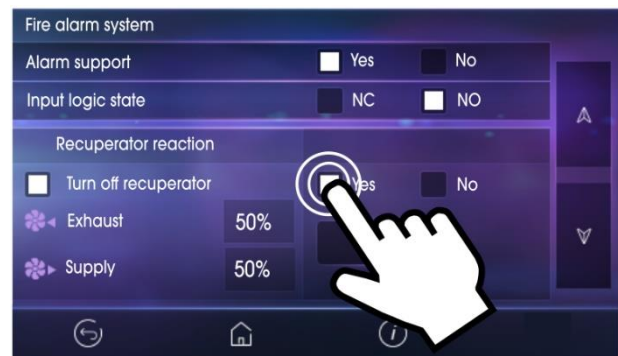 Fire alarm system
Alarm support Yes No
Input logic state NC NO
Recuperator reaction
Turn off recuperator Yes No
Exhaust 50%
Supply 50%
i